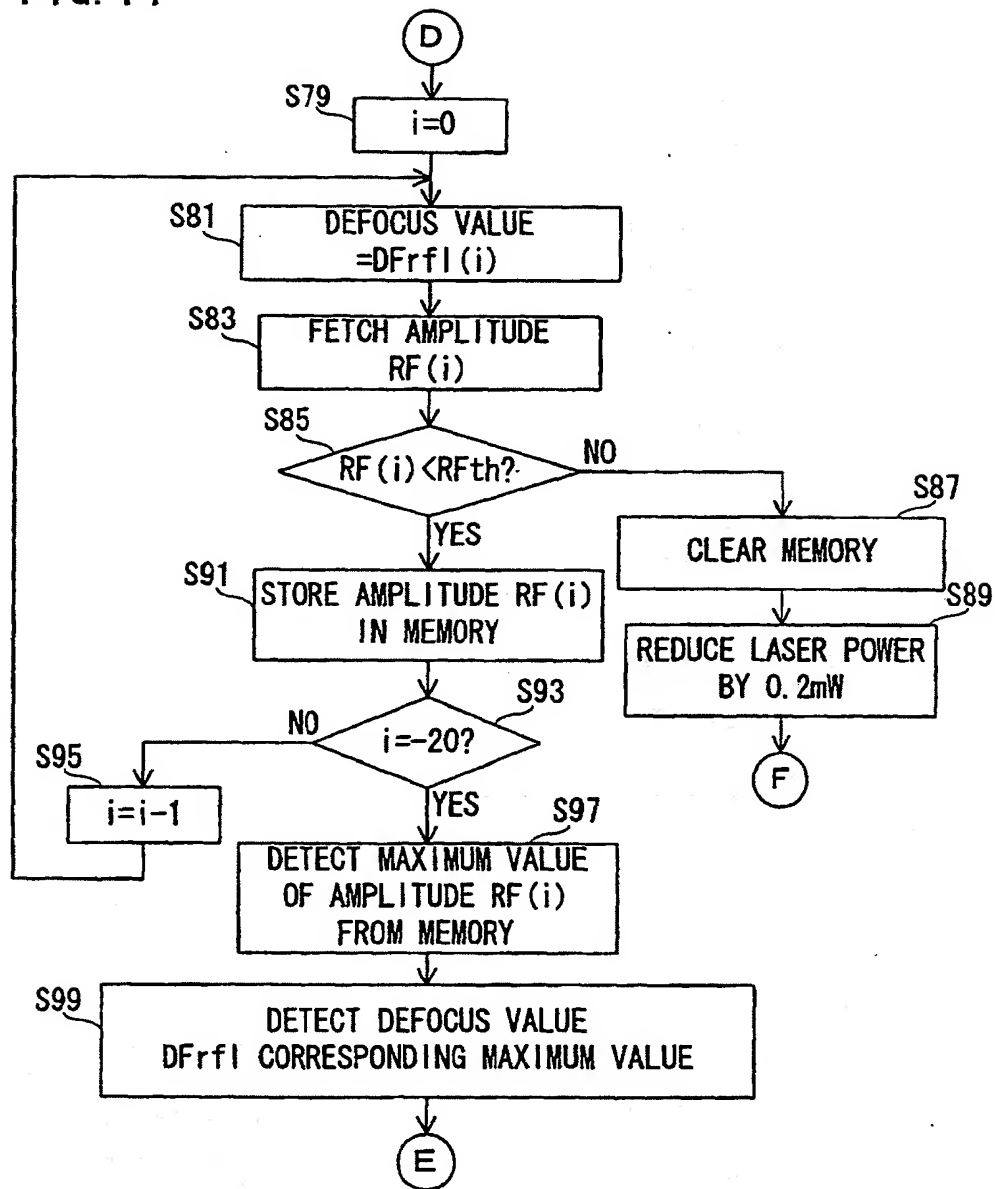 D
S79
i=0
S81
DEFOCUS VALUE
=DFrfl(i)
S83
FETCH AMPLITUDE
RF(i)
S85
RF(i)<RFth?
NO
S87
CLEAR MEMORY
YES
S91
STORE AMPLITUDE RF(i)
IN MEMORY
S89
REDUCE LASER POWER
BY 0.2mW
F
S93
NO
i=-20?
S95
i=i-1
YES
S97
DETECT MAXIMUM VALUE
OF AMPLITUDE RF(i)
FROM MEMORY
S99
DETECT DEFOCUS VALUE
DFrfl CORRESPONDING MAXIMUM VALUE
E